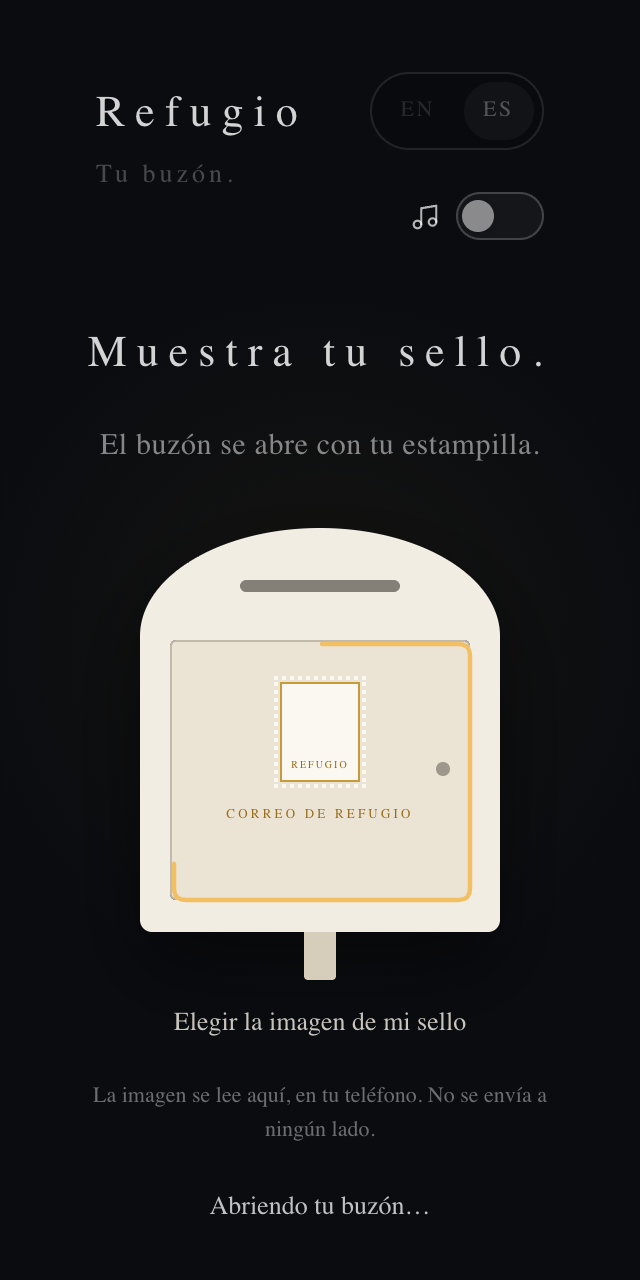 Refugio
EN ES
Tu buzón.
Muestra tu sello.
El buzón se abre con tu estampilla.
REFUGIO
CORREO DE REFUGIO
Elegir la imagen de mi sello
La imagen se lee aquí, en tu teléfono. No se envía a
ningún lado.
Abriendo tu buzón…